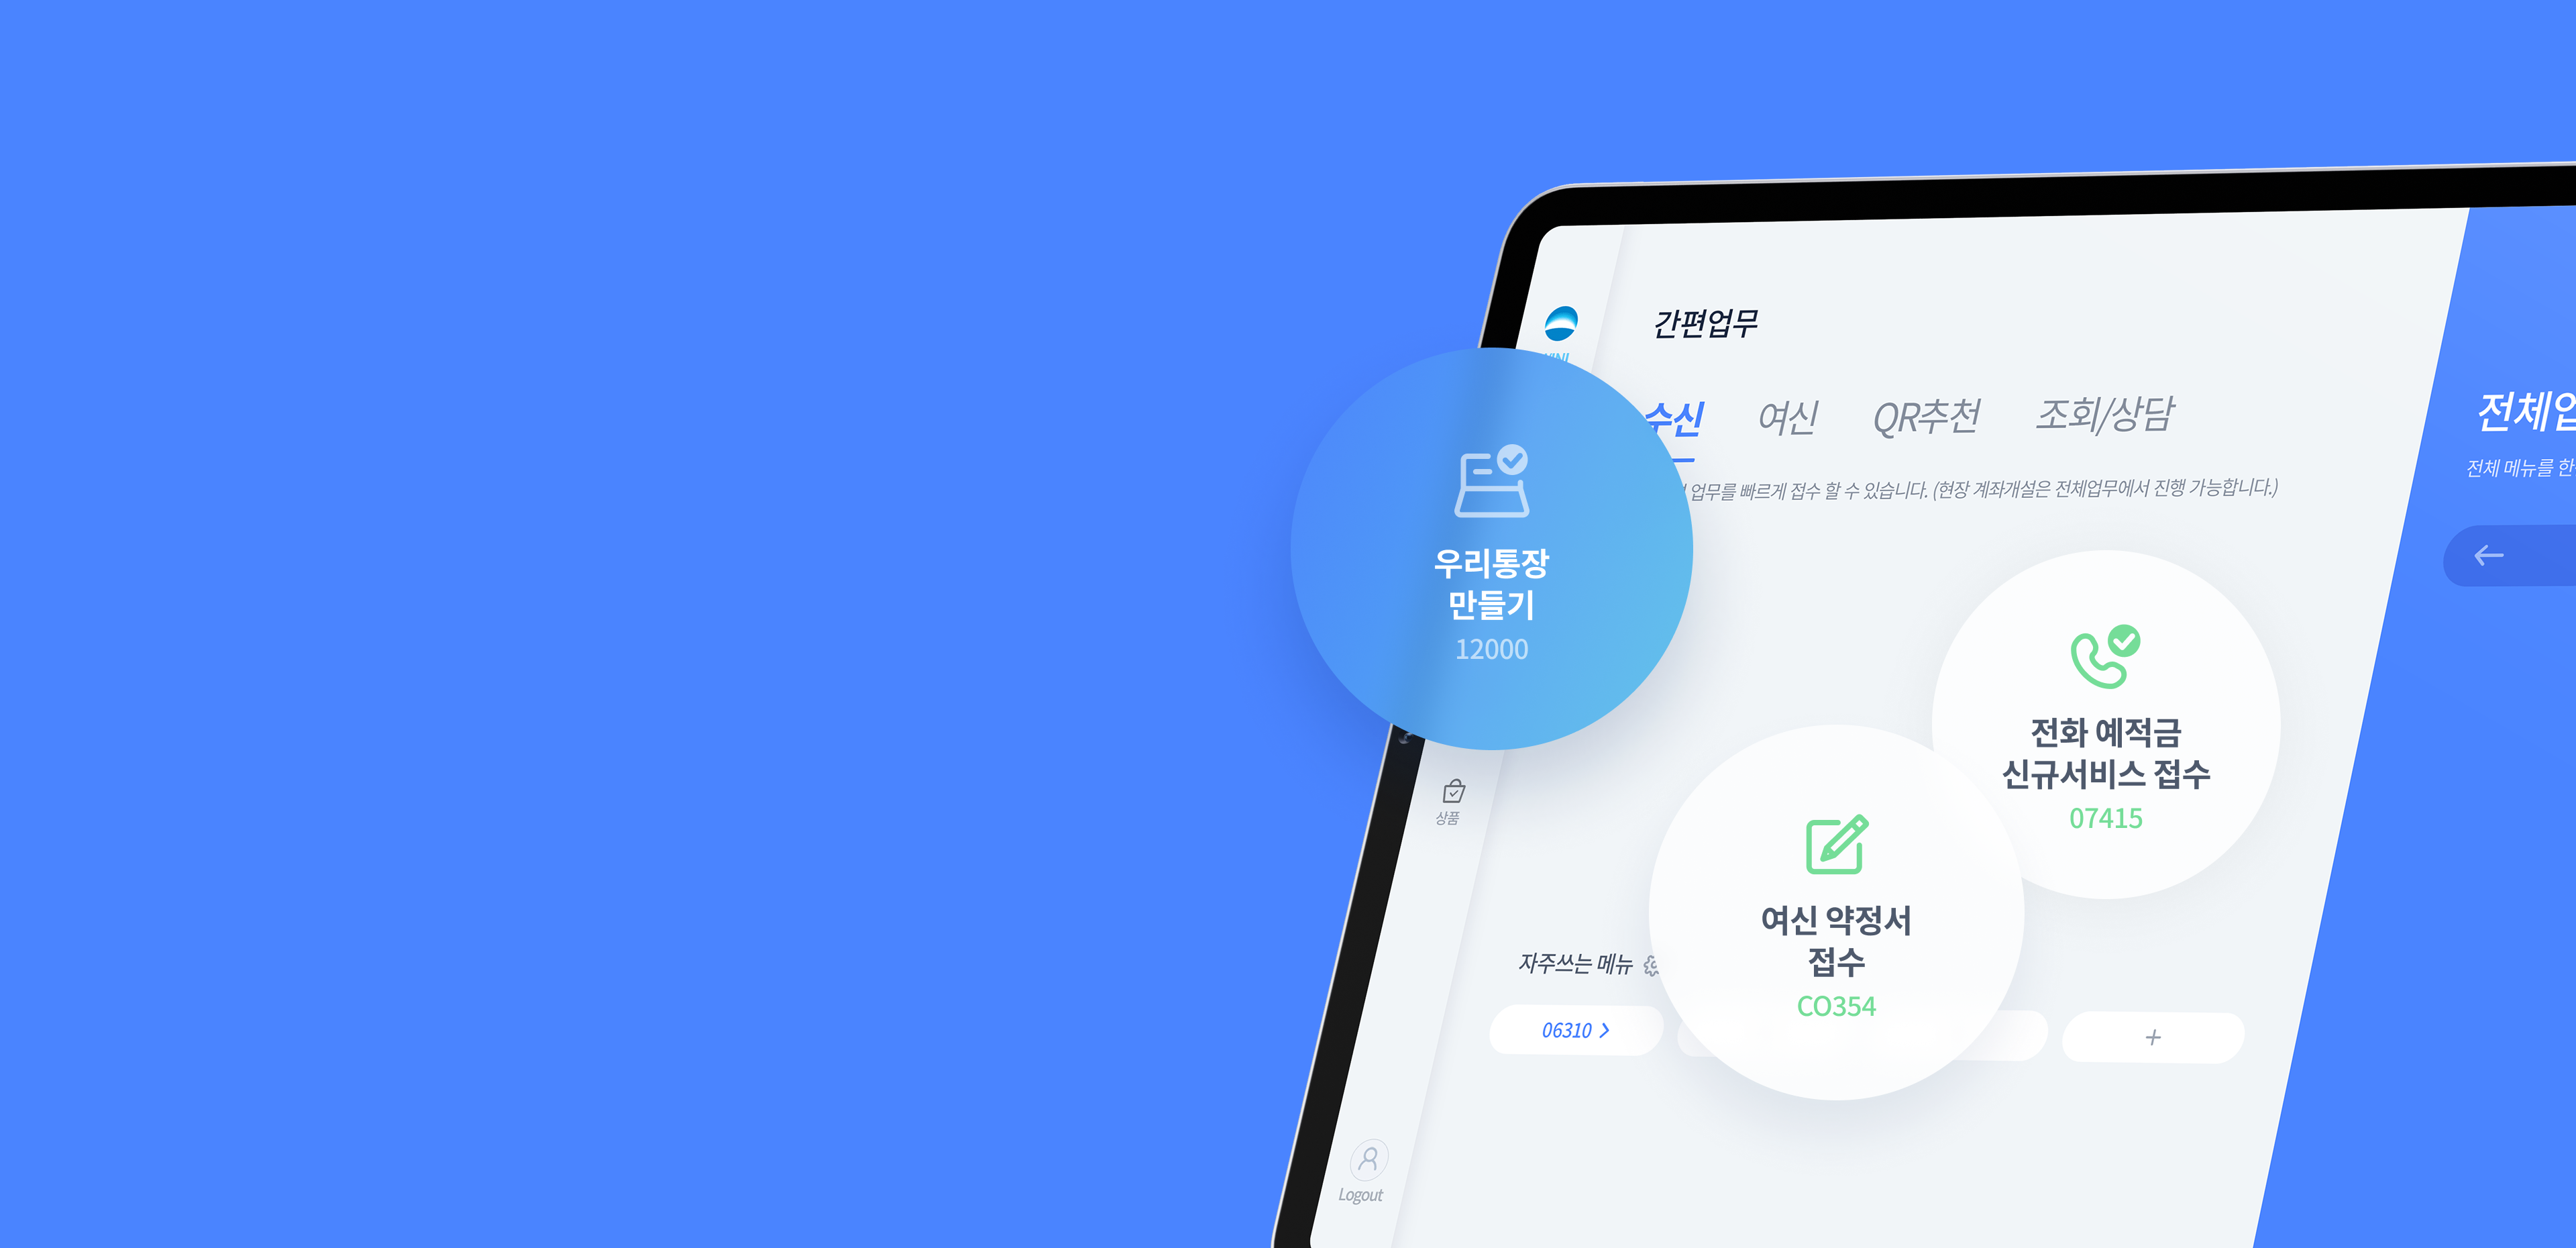 간편업무
수신 여신 QR추천 조회/상담
업무를 빠르게 접수 할 수 있습니다. (현장 계좌개설은 전체업무에서 진행 가능합니다.)
우리통장
만들기
12000
전화 예적금
신규서비스 접수
07415
여신 약정서
접수
CO354
상품
자주쓰는 메뉴
06310
+
Logout
전체업
전체 메뉴를 한